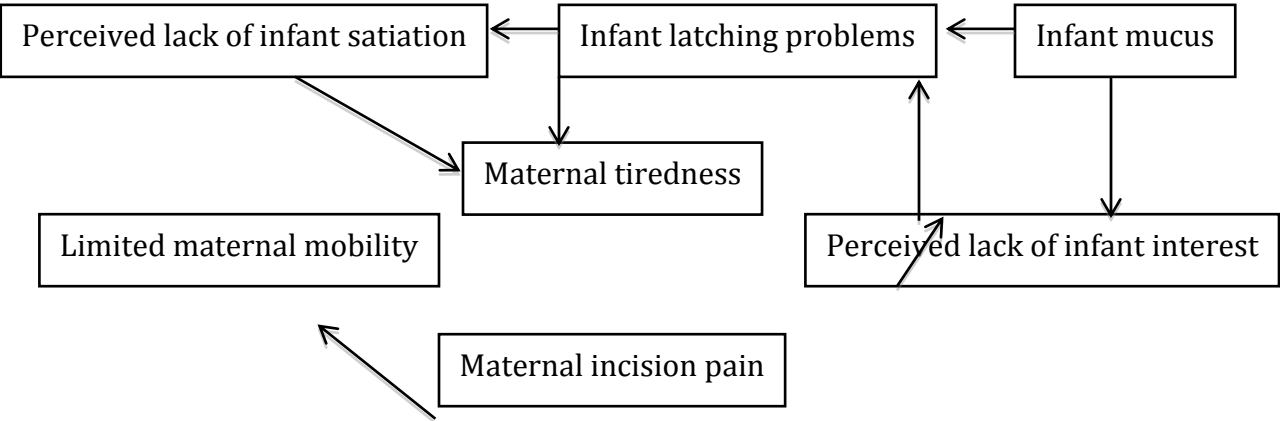 Perceived lack of infant satiation
Infant latching problems
Infant mucus
Maternal tiredness
Limited maternal mobility
Perceived lack of infant interest
Maternal incision pain